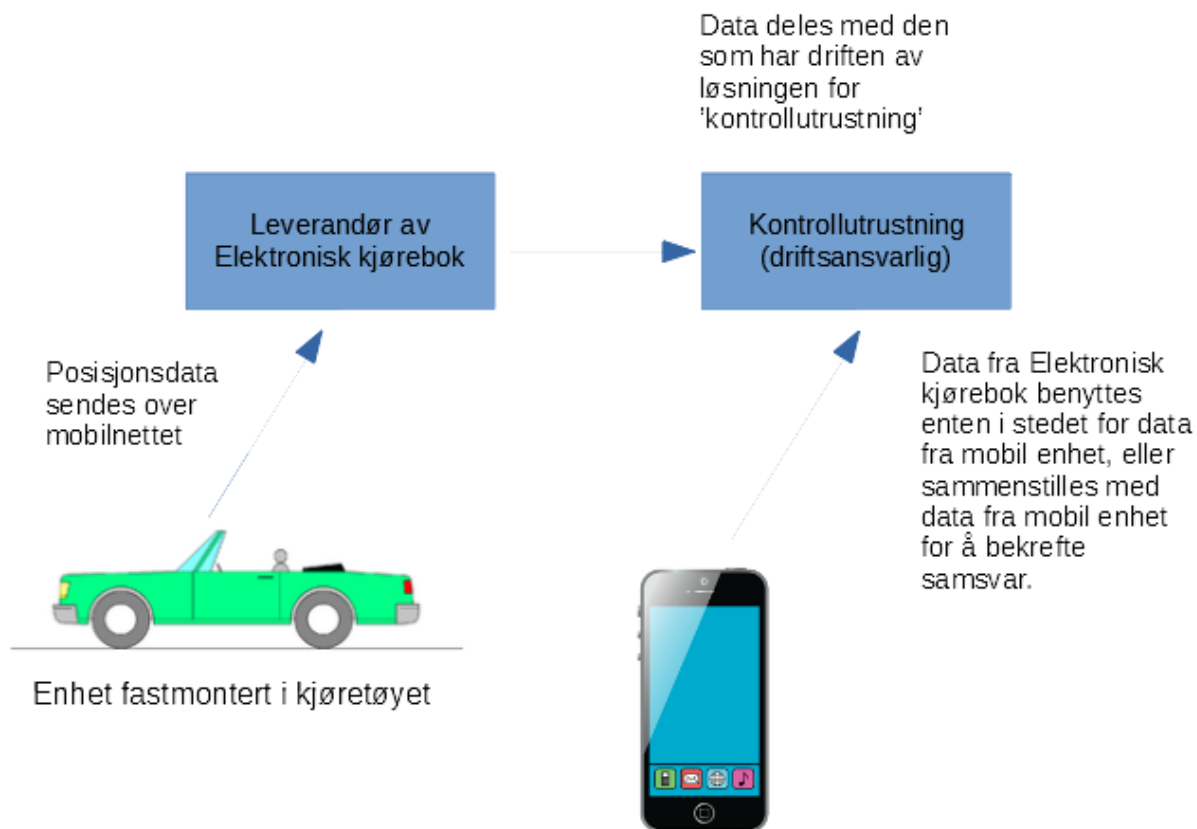 Data deles med den
som har driften av
løsningen for
'kontrollutrustning'
Leverandør av
Elektronisk kjørebok
Kontrollutrustning
(driftsansvarlig)
Posisjonsdata
sendes over
mobilnettet
Data fra Elektronisk
kjørebok benyttes
enten i stedet for data
fra mobil enhet, eller
sammenstilles med
data fra mobil enhet
for å bekrefte
samsvar.
Enhet fastmontert i kjøretøyet